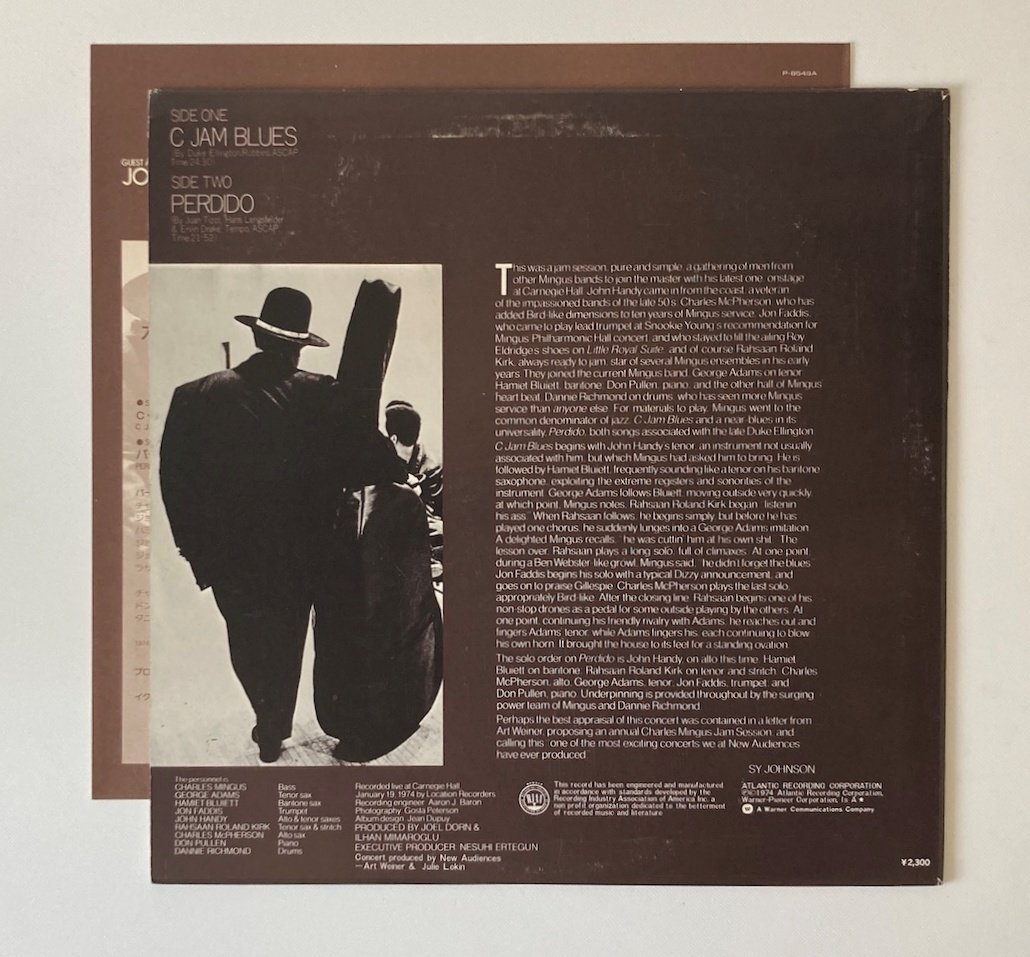 P-8549A
GUEST A
JO
SIDE ONE
C JAM BLUES
(By Duke Ellington, Robbins, ASCAP
Time: 24:30)
SIDE TWO
PERDIDO
(By Juan Tizol, Hans Lengsfelder
& Ervin Drake, Tempo, ASCAP
Time: 21:52)
This was a jam session, pure and simple, a gathering of men from
other Mingus bands to join the master with his latest one, onstage
at Carnegie Hall. John Handy came in from the coast, a veteran
of the impassioned bands of the late 50's. Charles McPherson, who has
added Bird-like dimensions to ten years of Mingus service. Jon Faddis,
who came to play lead trumpet at Snookie Young's recommendation for
Mingus' Philharmonic Hall concert, and who stayed to fill the ailing Roy
Eldridge's shoes on Little Royal Suite; and of course Rahsaan Roland
Kirk, always ready to jam, star of several Mingus ensembles in his early
years. They joined the current Mingus band, George Adams on tenor,
Hamiet Bluiett, baritone, Don Pullen, piano, and the other half of Mingus'
heart beat, Dannie Richmond on drums, who has seen more Mingus
service than anyone else. For materials to play, Mingus went to the
common denominator of jazz, C Jam Blues and a near-blues in its
universality, Perdido, both songs associated with the late Duke Ellington.
C Jam Blues begins with John Handy's tenor, an instrument not usually
associated with him, but which Mingus had asked him to bring. He is
followed by Hamiet Bluiett, frequently sounding like a tenor on his baritone
saxophone, exploiting the extreme registers and sonorities of the
instrument. George Adams follows Bluiett, moving outside very quickly,
at which point, Mingus notes, Rahsaan Roland Kirk began "listenin'
his ass." When Rahsaan follows, he begins simply, but before he has
played one chorus, he suddenly lunges into a George Adams imitation.
A delighted Mingus recalls, "he was cuttin' him at his own shit." The
lesson over, Rahsaan plays a long solo, full of climaxes. At one point,
during a Ben Webster-like growl, Mingus said, "he didn't forget the blues."
Jon Faddis begins his solo with a typical Dizzy announcement, and
goes on to praise Gillespie. Charles McPherson plays the last solo,
appropriately Bird-like. After the closing line, Rahsaan begins one of his
non-stop drones as a pedal for some outside playing by the others. At
one point, continuing his friendly rivalry with Adams, he reaches out and
fingers Adams' tenor, while Adams fingers his, each continuing to blow
his own horn. It brought the house to its feet for a standing ovation.
The solo order on Perdido is John Handy, on alto this time, Hamiet
Bluiett on baritone, Rahsaan Roland Kirk on tenor and stritch, Charles
McPherson, alto, George Adams, tenor, Jon Faddis, trumpet, and
Don Pullen, piano. Underpinning is provided throughout by the surging
power team of Mingus and Dannie Richmond.
Perhaps the best appraisal of this concert was contained in a letter from
Art Weiner, proposing an annual Charles Mingus Jam Session, and
calling this "one of the most exciting concerts we at New Audiences
have ever produced."
SY JOHNSON
The personnel is
CHARLES MINGUS Bass
GEORGE ADAMS Tenor sax
HAMIET BLUIETT Baritone sax
JON FADDIS Trumpet
JOHN HANDY Alto & tenor saxes
RAHSAAN ROLAND KIRK Tenor sax & stritch
CHARLES McPHERSON Alto sax
DON PULLEN Piano
DANNIE RICHMOND Drums
Recorded live at Carnegie Hall,
January 19, 1974 by Location Recorders
Recording engineer: Aaron J. Baron
Photography: Gosta Peterson
Album design: Jean Dupuy
PRODUCED BY JOEL DORN &
ILHAN MIMAROGLU
EXECUTIVE PRODUCER: NESUHI ERTEGUN
Concert produced by New Audiences
—Art Weiner & Julie Lokin
This record has been engineered and manufactured
in accordance with standards developed by the
Recording Industry Association of America Inc., a
non profit organization dedicated to the betterment
of recorded music and literature
ATLANTIC RECORDING CORPORATION
℗©1974 Atlantic Recording Corporation,
Warner-Pioneer Corporation, Is A★
A Warner Communications Company
¥2,300